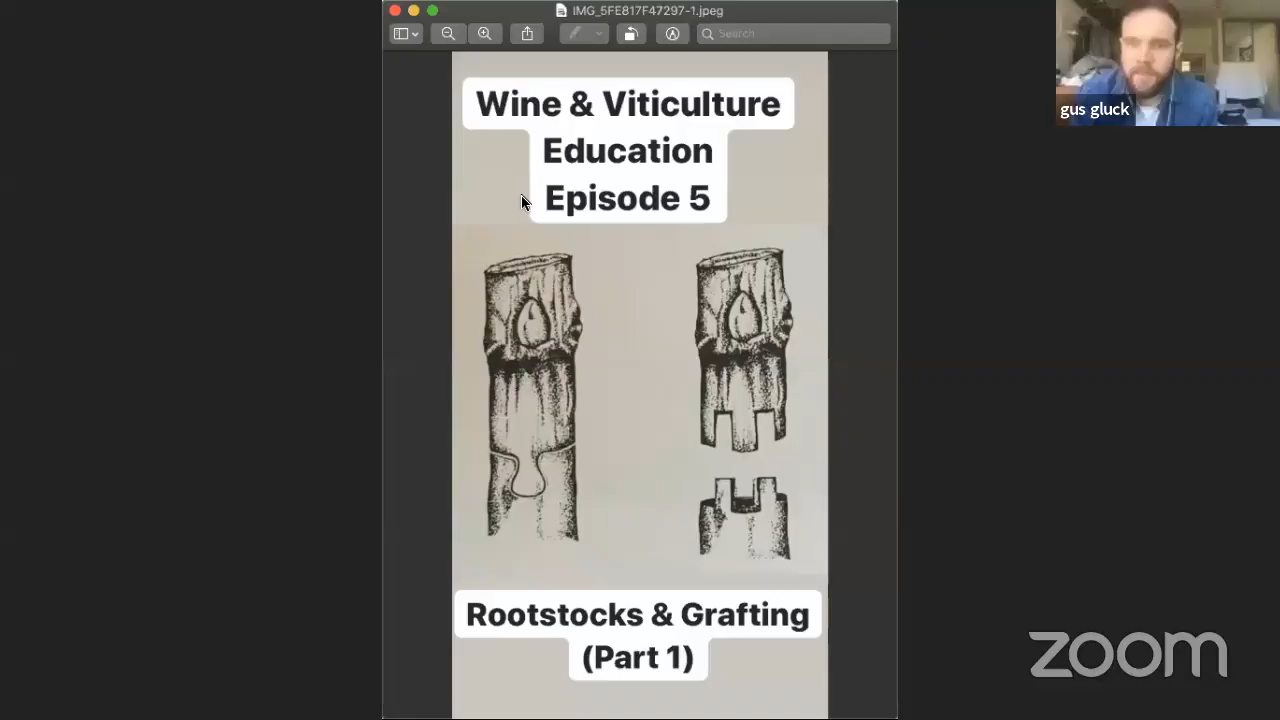 IMG_5FE817F47297-1.jpeg
Search
Wine & Viticulture
Education
Episode 5
gus gluck
Rootstocks & Grafting
(Part 1)
zoom